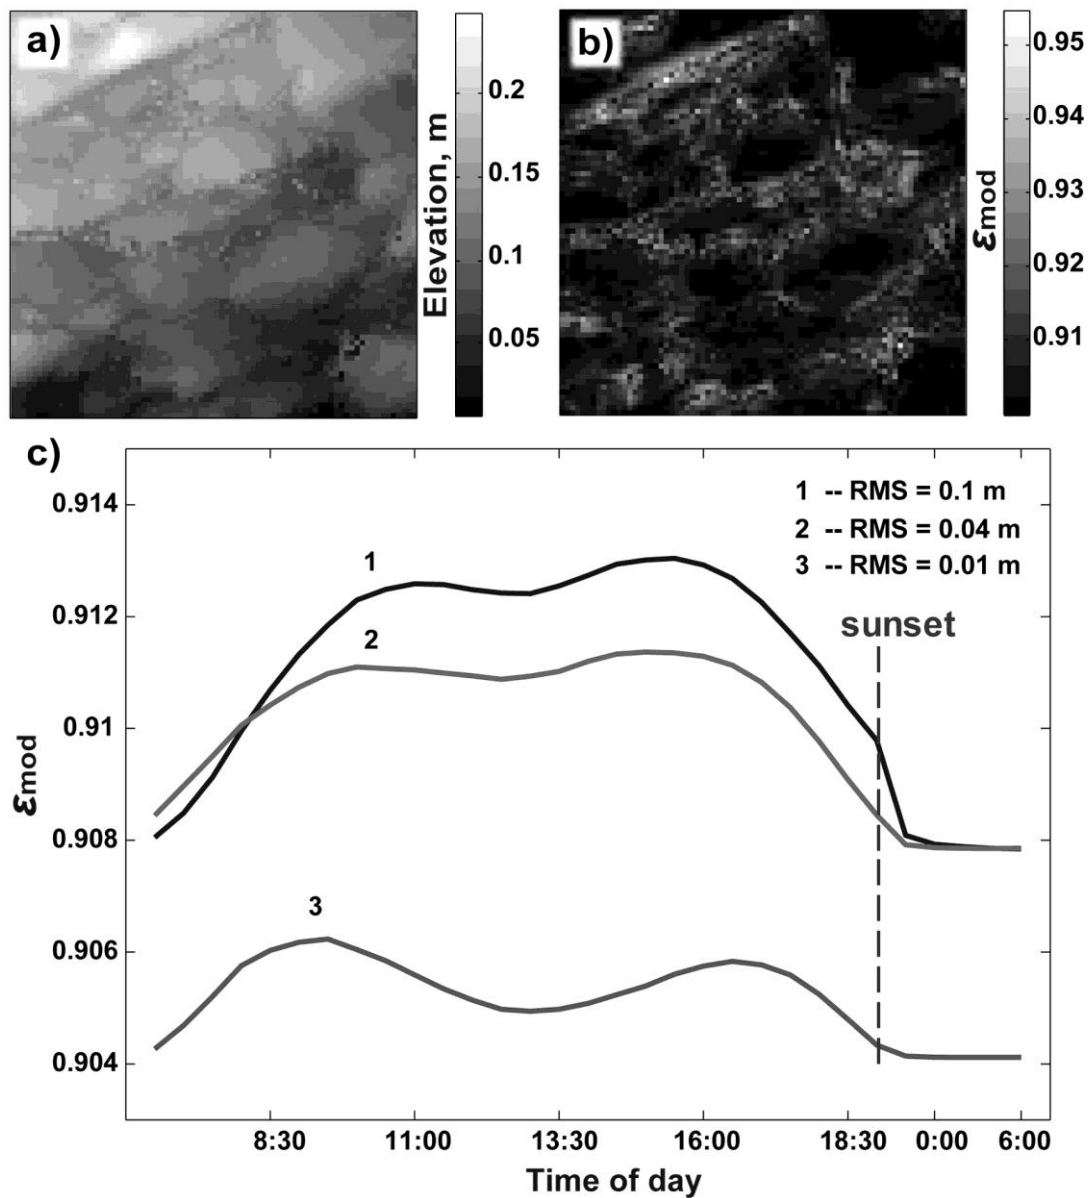 a)
0.2
0.15
0.1
0.05
Elevation, m
b)
0.95
0.94
0.93
0.92
0.91
εmod
c)
0.914
0.912
0.91
0.908
0.906
0.904
εmod
1 -- RMS = 0.1 m
2 -- RMS = 0.04 m
3 -- RMS = 0.01 m
1
2
3
sunset
8:30 11:00 13:30 16:00 18:30 0:00 6:00
Time of day